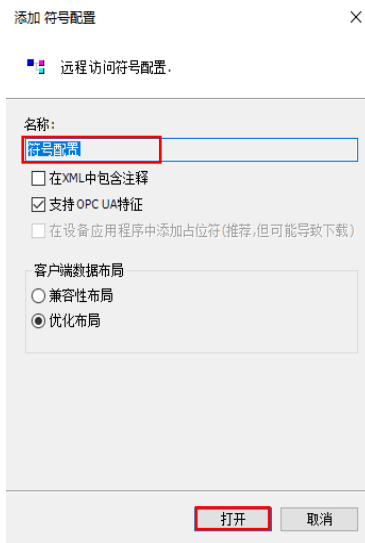 添加 符号配置
远程访问符号配置.
名称:
符号配置
在XML中包含注释
支持OPC UA特征
在设备应用程序中添加占位符(推荐,但可能导致下载)
客户端数据布局
兼容性布局
优化布局
打开 取消